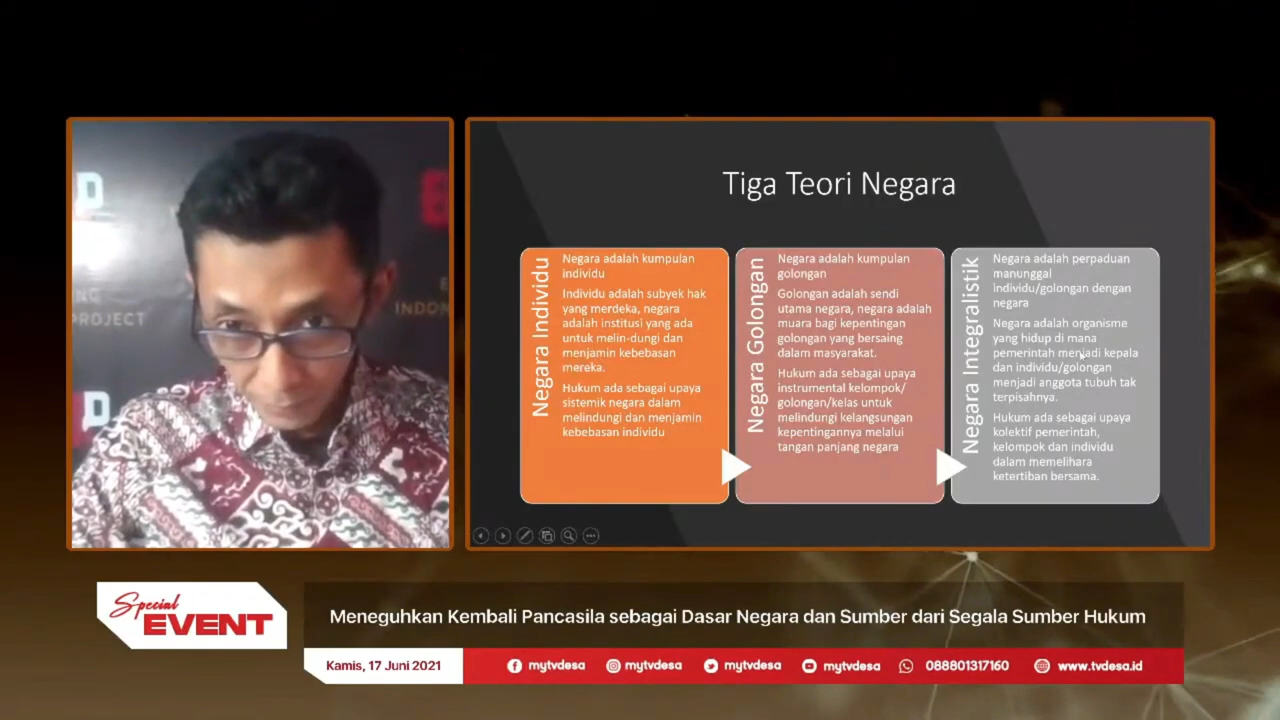 D
PROJECT
INDON
Tiga Teori Negara
Negara Individu
Negara adalah kumpulan
individu
Individu adalah subyek hak
yang merdeka, negara
adalah institusi yang ada
untuk melin-dungi dan
menjamin kebebasan
mereka.
Hukum ada sebagai upaya
sistemik negara dalam
melindungi dan menjamin
kebebasan individu
Negara Golongan
Negara adalah kumpulan
golongan
Golongan adalah sendi
utama negara, negara adalah
muara bagi kepentingan
golongan yang bersaing
dalam masyarakat.
Hukum ada sebagai upaya
instrumental kelompok/
golongan/kelas untuk
melindungi kelangsungan
kepentingannya melalui
tangan panjang negara
Negara Integralistik
Negara adalah perpaduan
manunggal
individu/golongan dengan
negara
Negara adalah organisme
yang hidup di mana
pemerintah menjadi kepala
dan individu/golongan
menjadi anggota tubuh tak
terpisahnya.
Hukum ada sebagai upaya
kolektif pemerintah,
kelompok dan individu
dalam memelihara
ketertiban bersama.
Special
EVENT
Meneguhkan Kembali Pancasila sebagai Dasar Negara dan Sumber dari Segala Sumber Hukum
Kamis, 17 Juni 2021
mytvdesa mytvdesa mytvdesa mytvdesa 088801317160 www.tvdesa.id